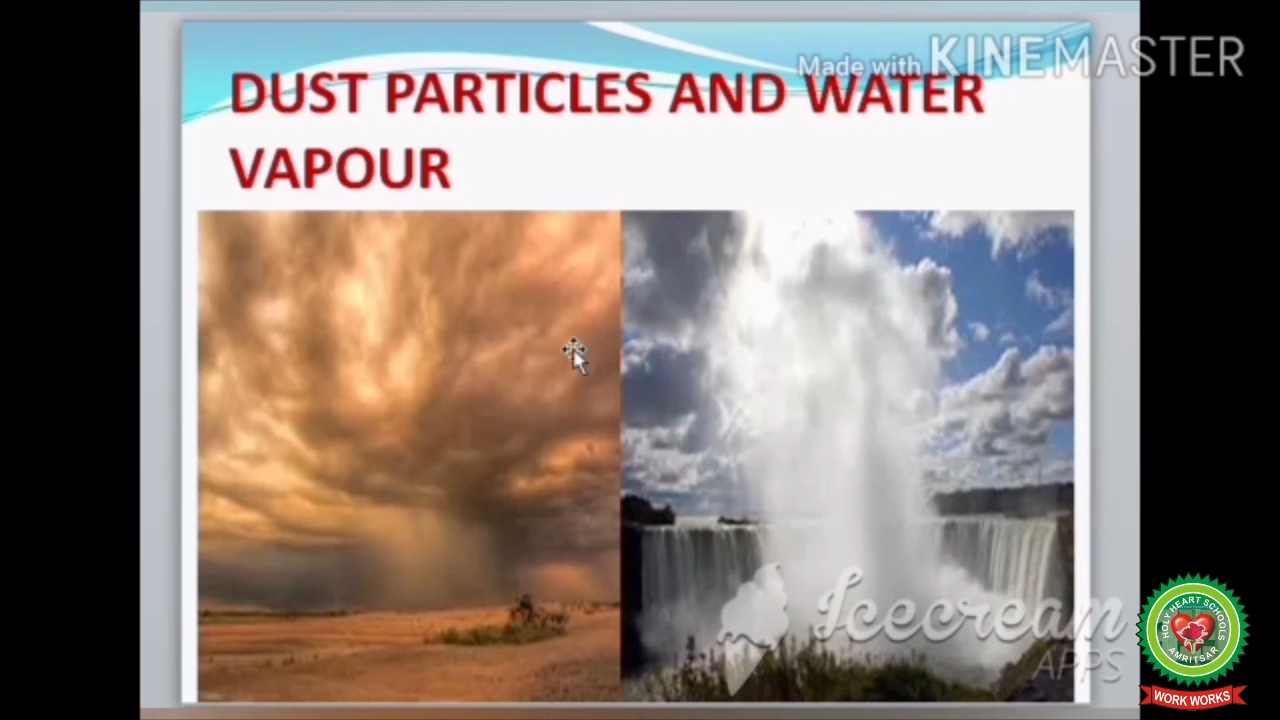 Made with KINEMASTER
DUST PARTICLES AND WATER
VAPOUR
Icecream
APPS
HOLY HEART SCHOOLS
AMRITSAR
WORK WORKS